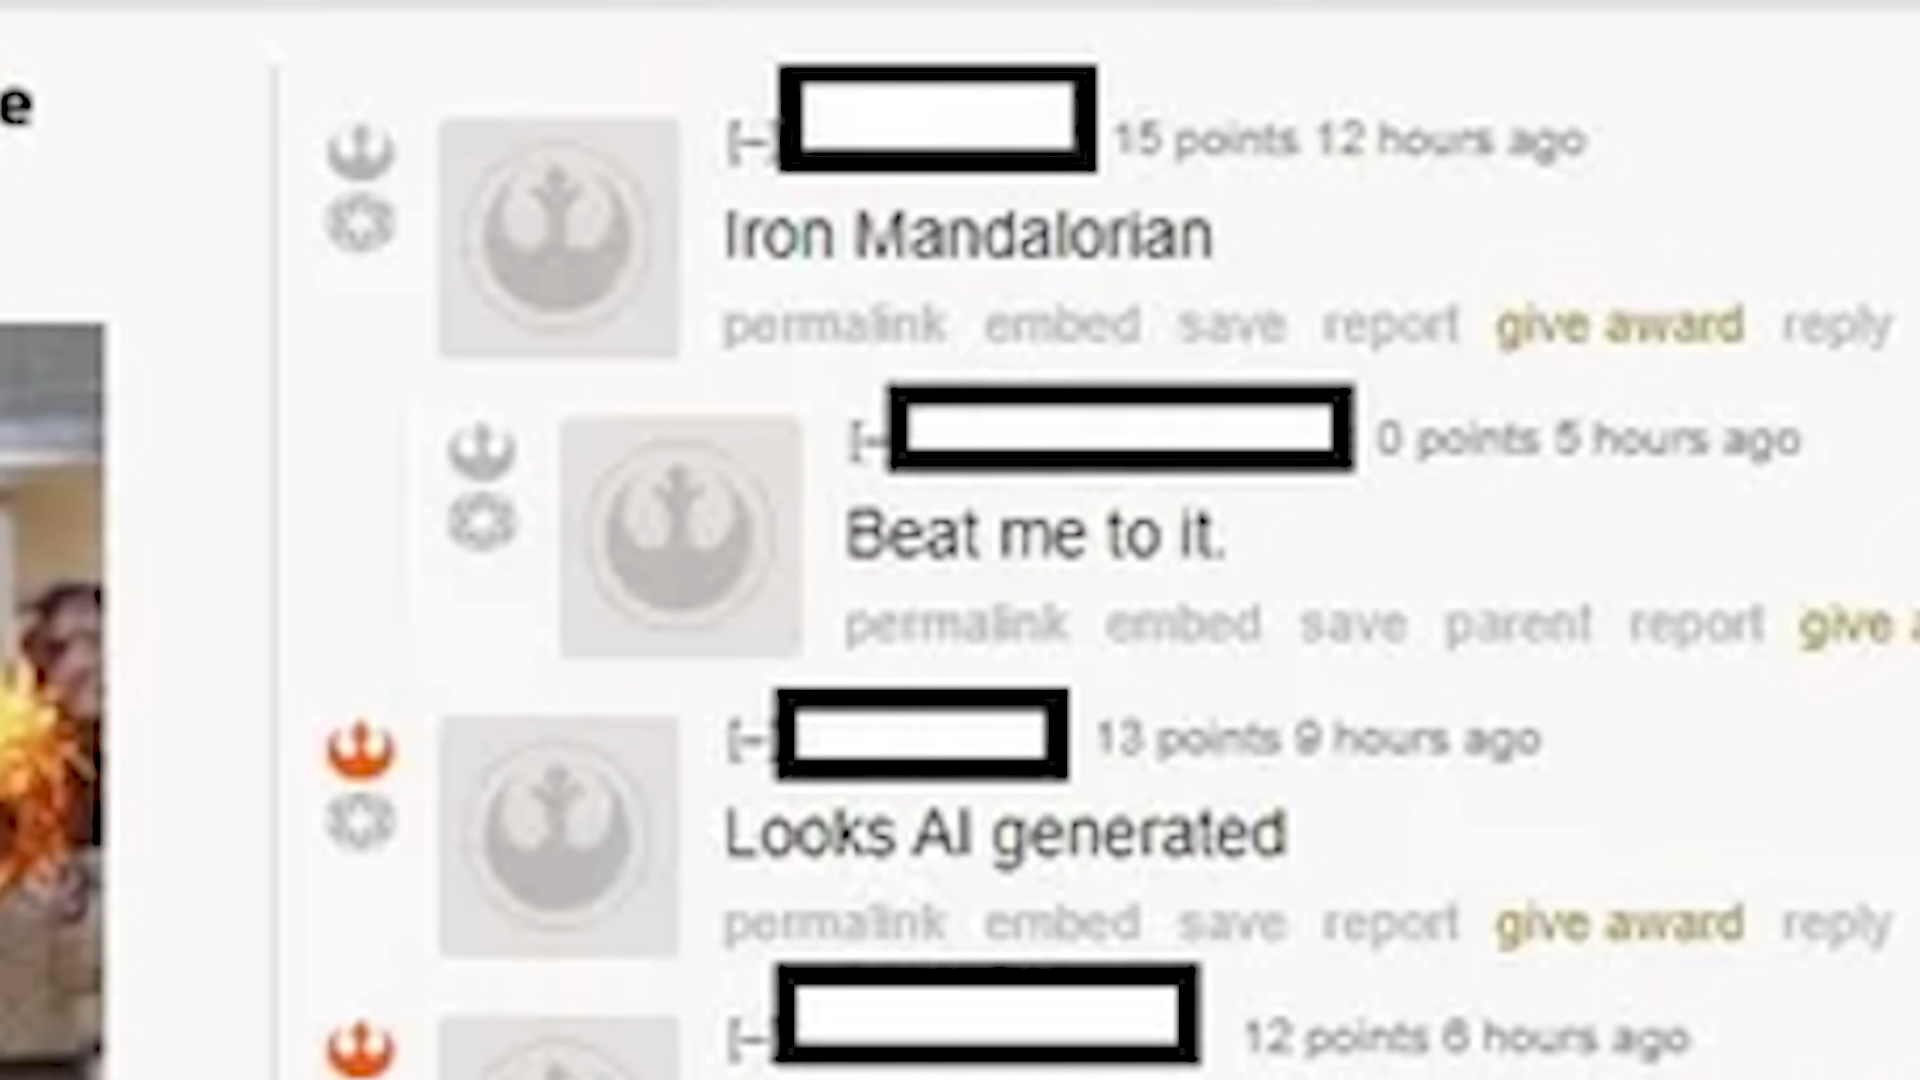 e
[–] 15 points 12 hours ago
Iron Mandalorian
permalink embed save report give award reply
[– 0 points 5 hours ago
Beat me to it.
permalink embed save parent report give a
[–] 13 points 9 hours ago
Looks AI generated
permalink embed save report give award reply
[–] 12 points 6 hours ago